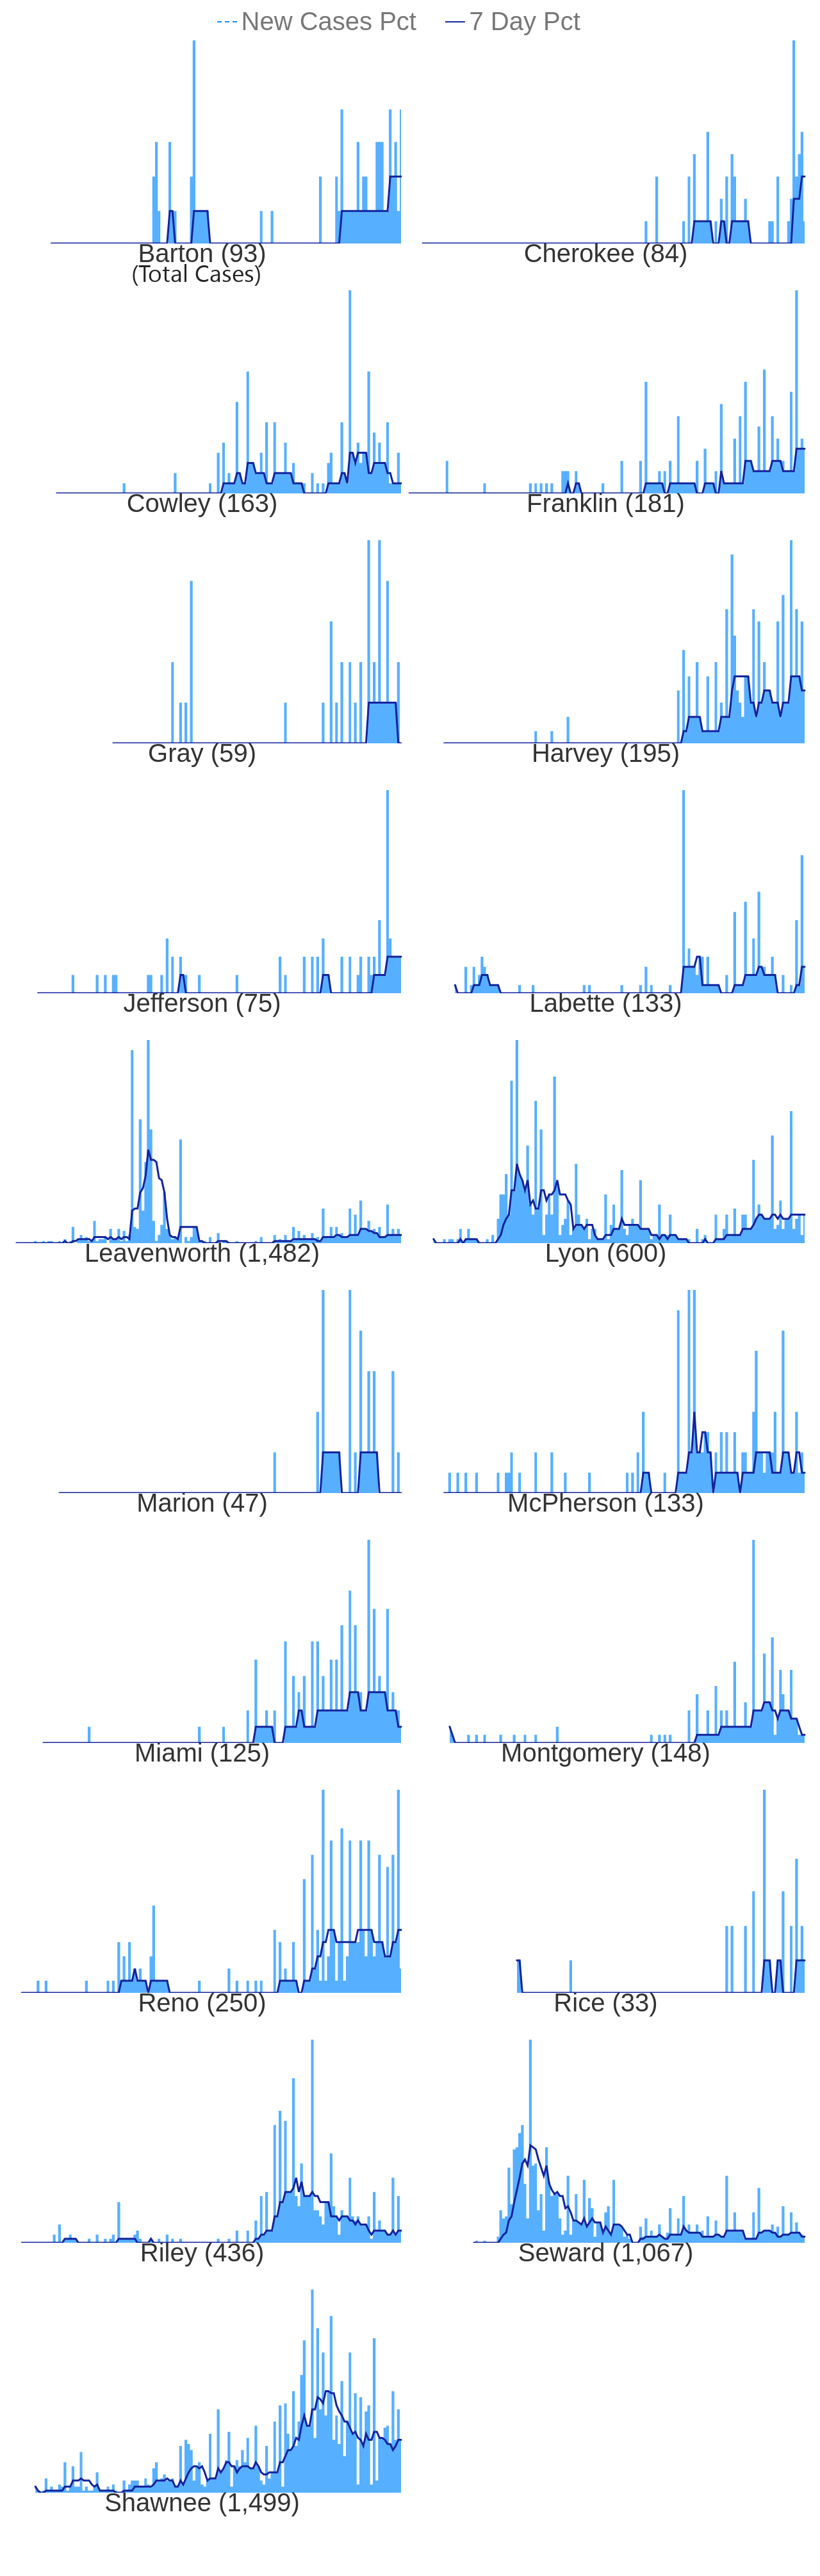 New Cases Pct 7 Day Pct
Barton (93) Cherokee (84)
(Total Cases)
Cowley (163) Franklin (181)
Gray (59) Harvey (195)
Jefferson (75) Labette (133)
Leavenworth (1,482) Lyon (600)
Marion (47) McPherson (133)
Miami (125) Montgomery (148)
Reno (250) Rice (33)
Riley (436) Seward (1,067)
Shawnee (1,499)